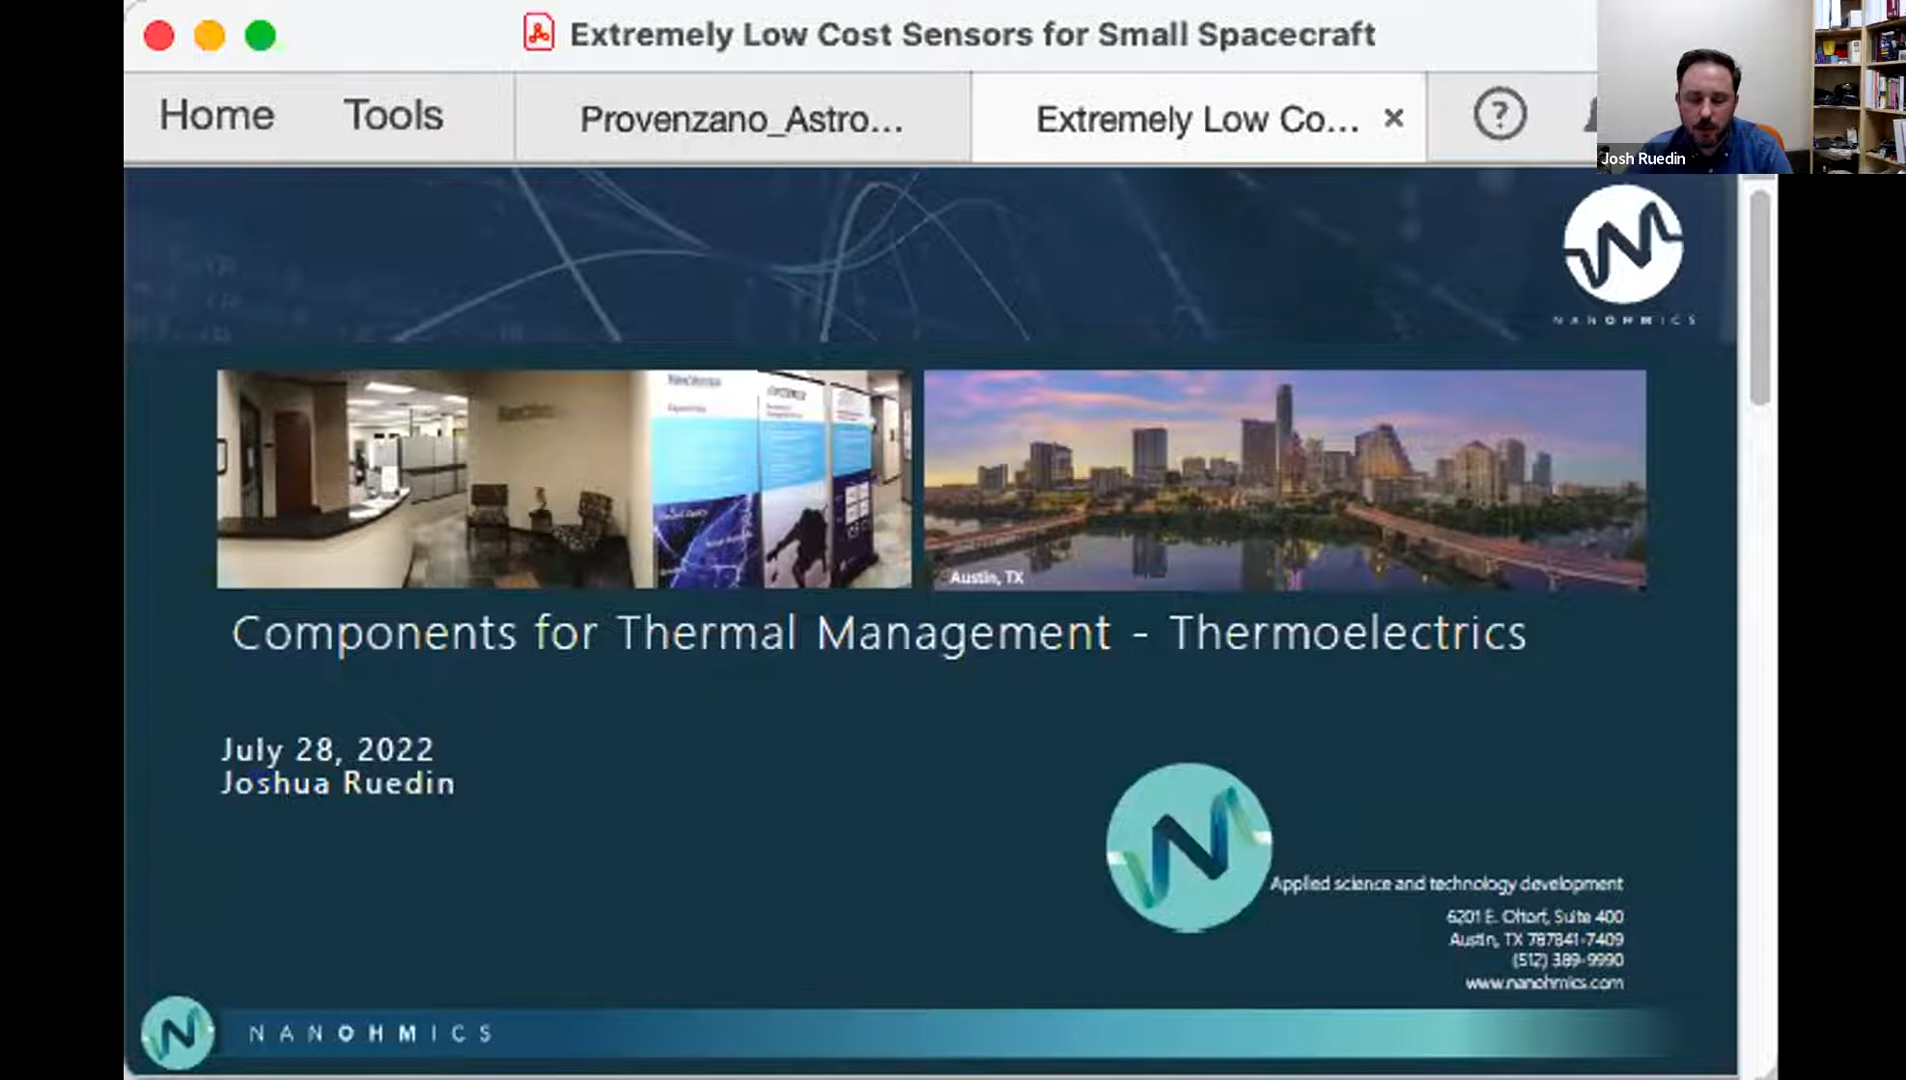 Extremely Low Cost Sensors for Small Spacecraft
Home Tools Provenzano_Astro... Extremely Low Co... × ?
Josh Ruedin
NANOHMICS
Austin, TX
Components for Thermal Management - Thermoelectrics
July 28, 2022
Joshua Ruedin
Applied science and technology development
6201 E. Oltorf, Suite 400
Austin, TX 787841-7409
(512) 389-9990
www.nanohmics.com
NANOHMICS